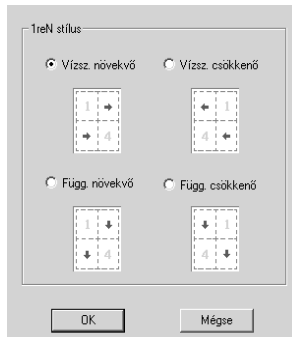 1reN stílus
Vízsz. növekvő Vízsz. csökkenő
1 1
4 4
Függ. növekvő Függ. csökkenő
1 1
4 4
OK Mégse